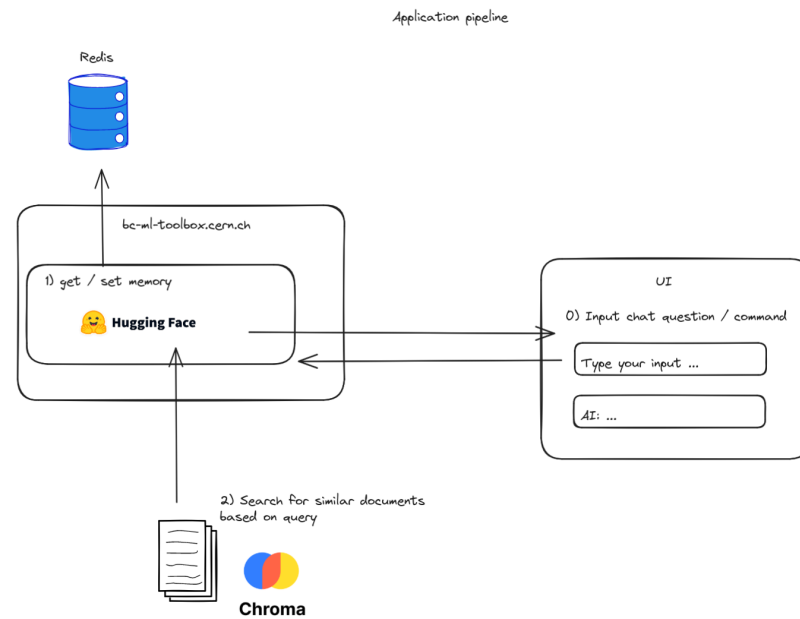 Application pipeline
Redis
bc-ml-toolbox.cern.ch
1) get / set memory
Hugging Face
UI
0) Input chat question / command
Type your input ...
AI: ...
2) Search for similar documents
based on query
Chroma